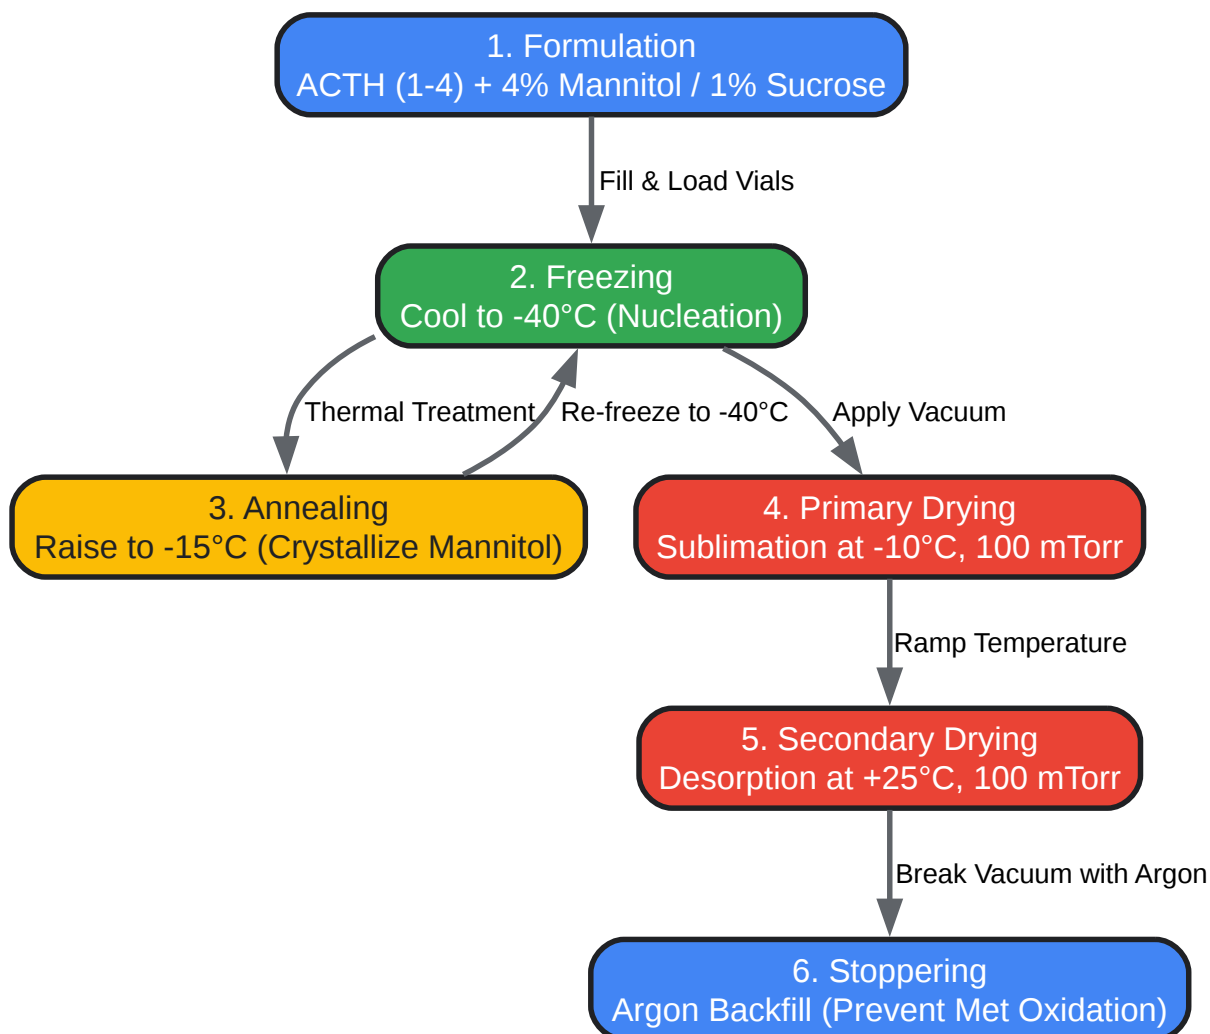 1. Formulation
ACTH (1-4) + 4% Mannitol / 1% Sucrose
Fill & Load Vials
2. Freezing
Cool to -40°C (Nucleation)
Thermal Treatment
Re-freeze to -40°C
Apply Vacuum
3. Annealing
Raise to -15°C (Crystallize Mannitol)
4. Primary Drying
Sublimation at -10°C, 100 mTorr
Ramp Temperature
5. Secondary Drying
Desorption at +25°C, 100 mTorr
Break Vacuum with Argon
6. Stoppering
Argon Backfill (Prevent Met Oxidation)